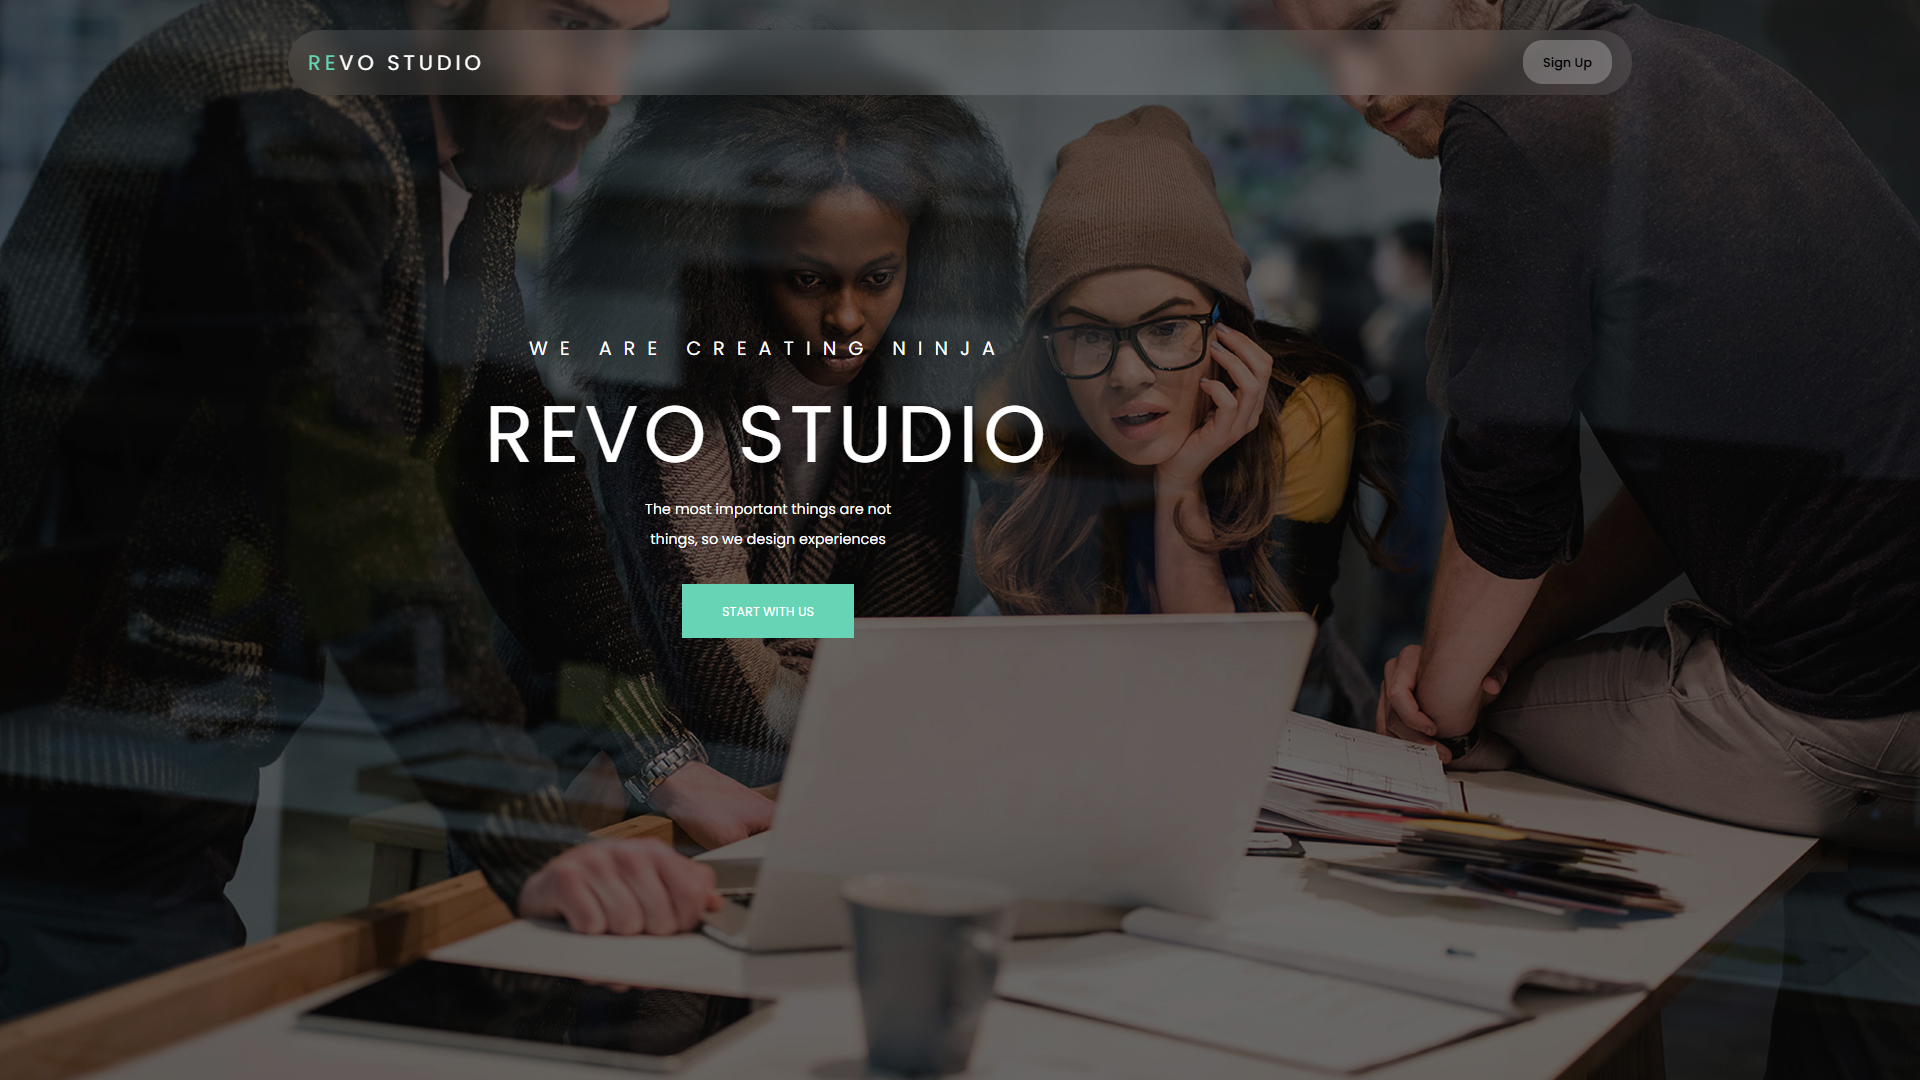 REVO STUDIO
Sign Up
WE ARE CREATING NINJA
REVO STUDIO
The most important things are not
things, so we design experiences
START WITH US